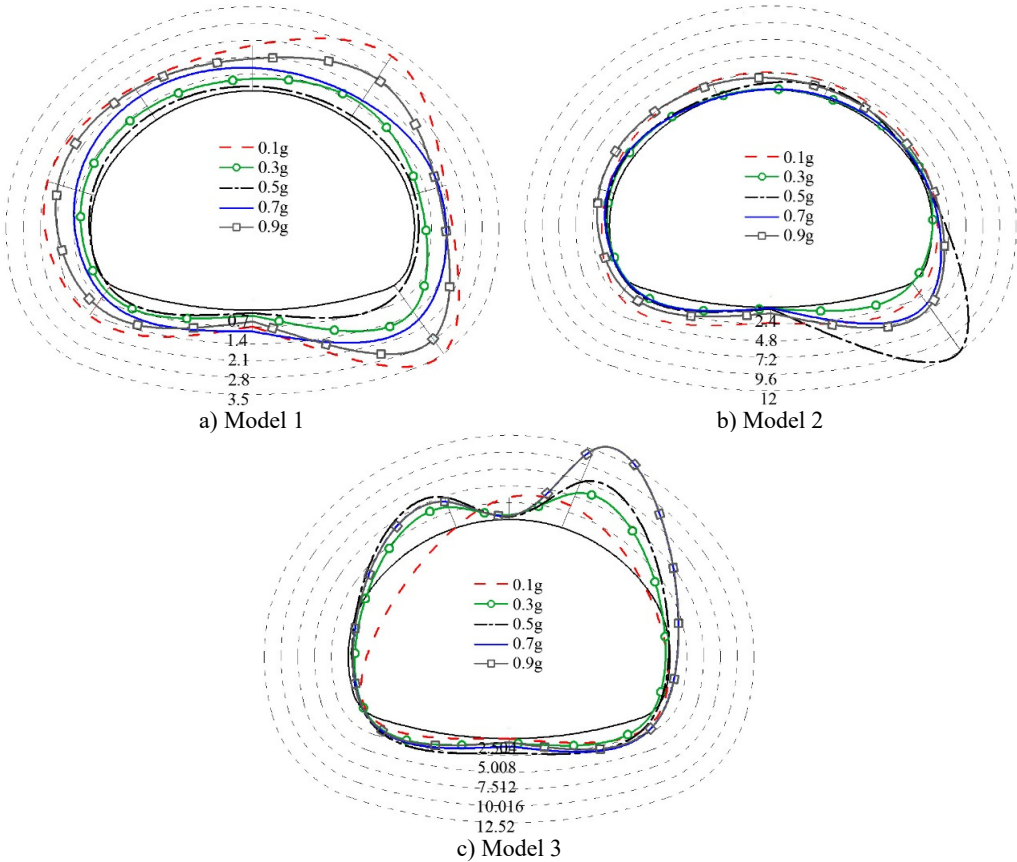 0.1g
0.3g
0.5g
0.7g
0.9g
0.7
1.4
2.1
2.8
3.5
a) Model 1
0.1g
0.3g
0.5g
0.7g
0.9g
2.4
4.8
7.2
9.6
12
b) Model 2
0.1g
0.3g
0.5g
0.7g
0.9g
2.504
5.008
7.512
10.016
12.52
c) Model 3